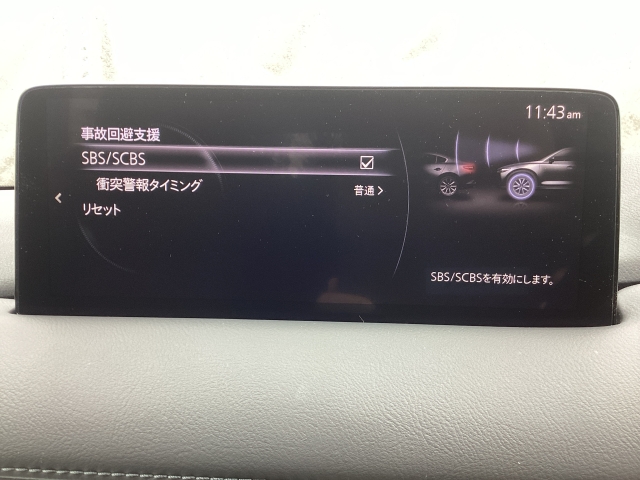 11:43am
事故回避支援
SBS/SCBS
衝突警報タイミング 普通
リセット
SBS/SCBSを有効にします。